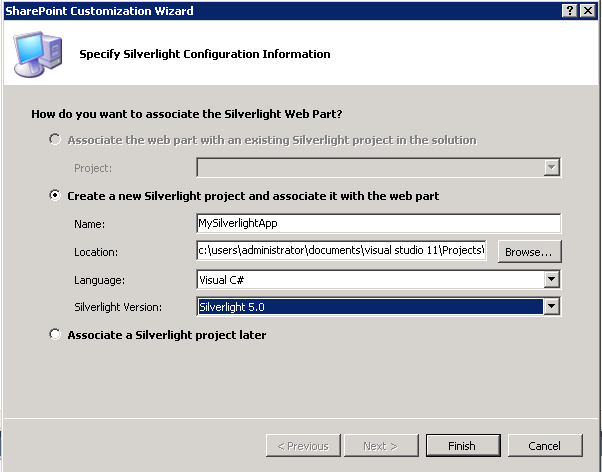 SharePoint Customization Wizard
Specify Silverlight Configuration Information
How do you want to associate the Silverlight Web Part?
Associate the web part with an existing Silverlight project in the solution
Project:
Create a new Silverlight project and associate it with the web part
Name: MySilverlightApp
Location: c:\users\administrator\documents\visual studio 11\Projects\ Browse...
Language: Visual C#
Silverlight Version: Silverlight 5.0
Associate a Silverlight project later
< Previous Next > Finish Cancel